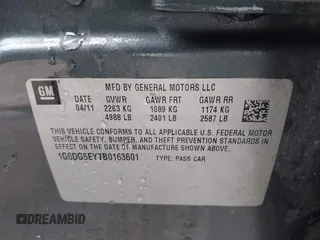 GM
MFD BY GENERAL MOTORS LLC
DATE GVWR GAWR FRT GAWR RR
04/11 2263 KG 1089 KG 1174 KG
4988 LB 2401 LB 2587 LB
THIS VEHICLE CONFORMS TO ALL APPLICABLE U.S. FEDERAL MOTOR
VEHICLE SAFETY, BUMPER, AND THEFT PREVENTION STANDARDS IN
EFFECT ON THE DATE OF MANUFACTURE SHOWN ABOVE.
1G6DG5EY7B0163601 TYPE: PASS CAR
DREAMBID